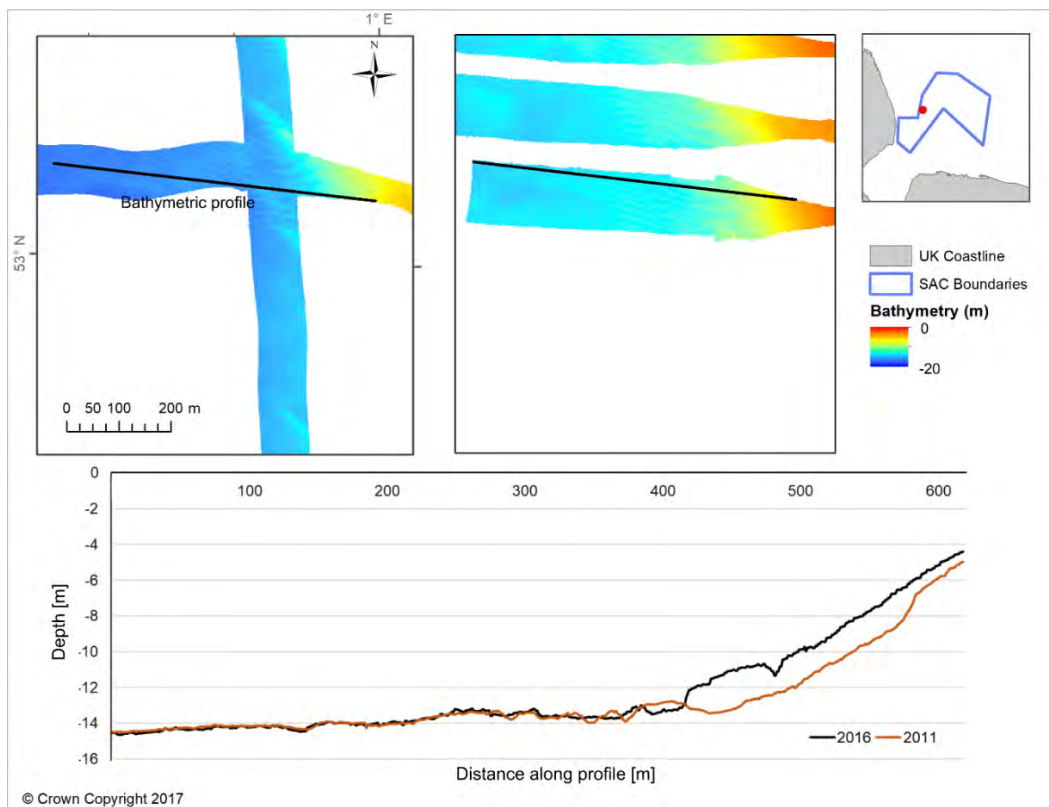 1° E
N
53° N
Bathymetric profile
0 50 100 200 m
UK Coastline
SAC Boundaries
Bathymetry (m)
0
-20
0
100 200 300 400 500 600
-2
-4
-6
-8
-10
-12
-14
-16
Depth [m]
2016 2011
Distance along profile [m]
© Crown Copyright 2017